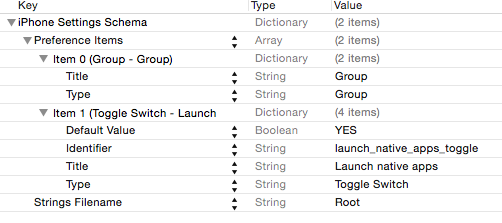 Key Type Value
iPhone Settings Schema Dictionary (2 items)
Preference Items Array (2 items)
Item 0 (Group - Group) Dictionary (2 items)
Title String Group
Type String Group
Item 1 (Toggle Switch - Launch Dictionary (4 items)
Default Value Boolean YES
Identifier String launch_native_apps_toggle
Title String Launch native apps
Type String Toggle Switch
Strings Filename String Root